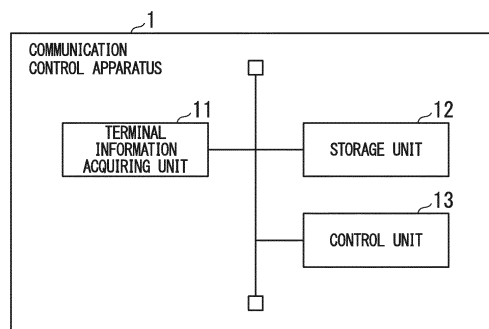 1
COMMUNICATION
CONTROL APPARATUS
11
TERMINAL
INFORMATION
ACQUIRING UNIT
12
STORAGE UNIT
13
CONTROL UNIT